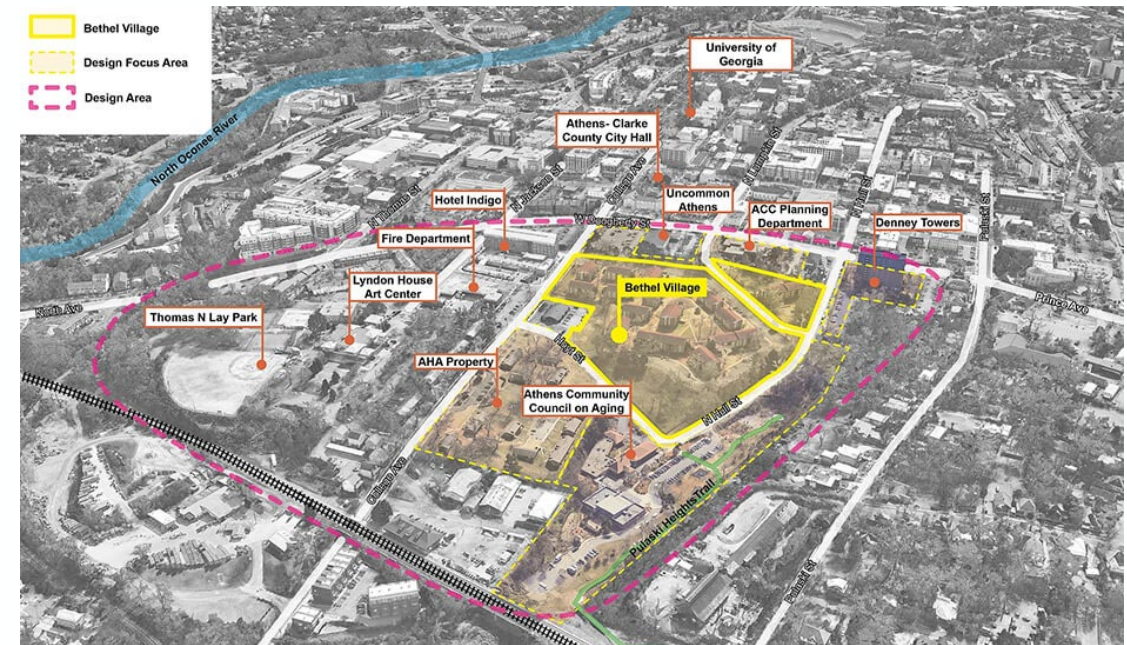 Bethel Village
Design Focus Area
Design Area
University of
Georgia
Athens- Clarke
County City Hall
Uncommon
Athens
ACC Planning
Department
Denney Towers
Hotel Indigo
Fire Department
Lyndon House
Art Center
Thomas N Lay Park
AHA Property
Athens Community
Council on Aging
Bethel Village
North Oconee River
N Thomas St
N Jackson St
College Ave
N Lumpkin St
N Hull St
Pulaski St
W Dougherty St
North Ave
Prince Ave
Hoyt St
N Hull St
College Ave
Pulaski Heights Trail
Pulaski St